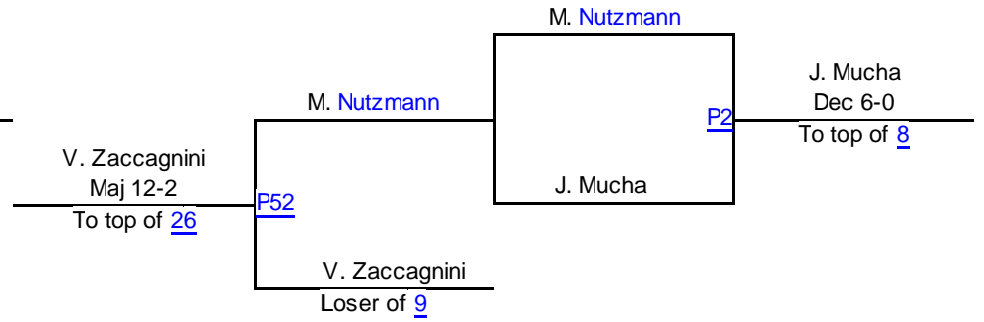 M. Nutzmann
J. Mucha
Dec 6-0
P2
To top of 8
M. Nutzmann
J. Mucha
V. Zaccagnini
Maj 12-2
P52
To top of 26
V. Zaccagnini
Loser of 9